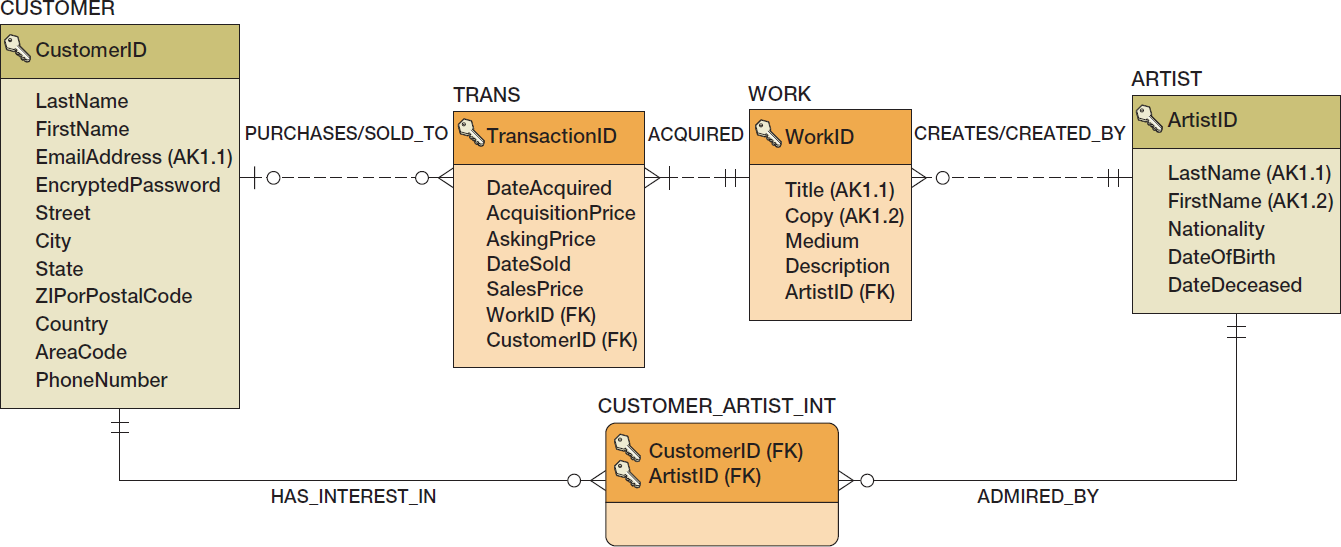 CUSTOMER
CustomerID
LastName
FirstName
EmailAddress (AK1.1)
EncryptedPassword
Street
City
State
ZIPorPostalCode
Country
AreaCode
PhoneNumber
PURCHASES/SOLD_TO
TRANS
TransactionID
DateAcquired
AcquisitionPrice
AskingPrice
DateSold
SalesPrice
WorkID (FK)
CustomerID (FK)
ACQUIRED
WORK
WorkID
Title (AK1.1)
Copy (AK1.2)
Medium
Description
ArtistID (FK)
CREATES/CREATED_BY
ARTIST
ArtistID
LastName (AK1.1)
FirstName (AK1.2)
Nationality
DateOfBirth
DateDeceased
HAS_INTEREST_IN
CUSTOMER_ARTIST_INT
CustomerID (FK)
ArtistID (FK)
ADMIRED_BY